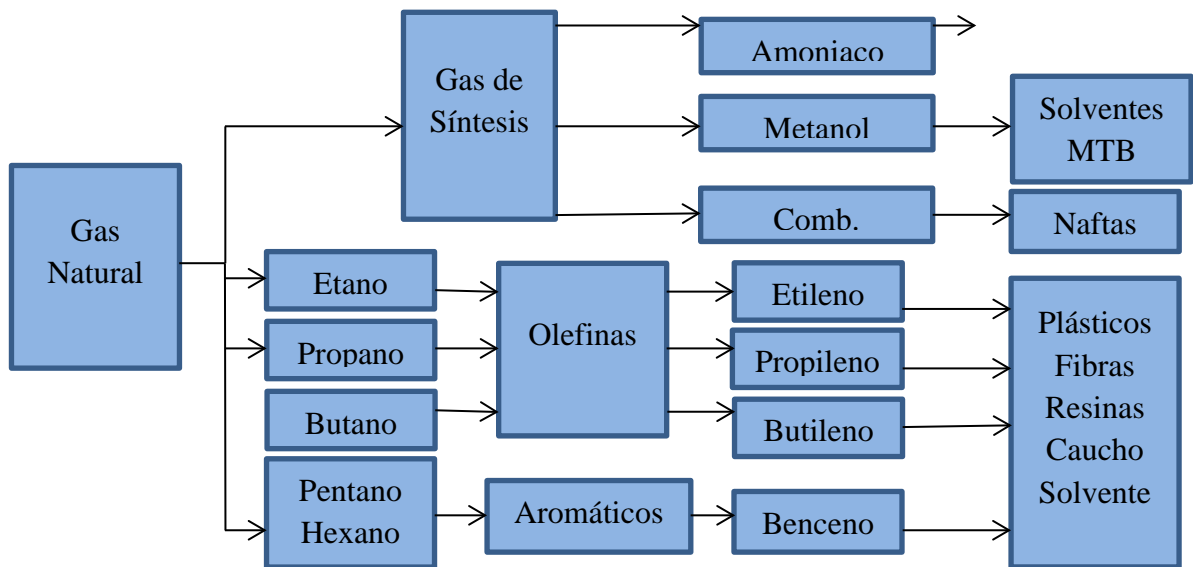 Gas
Natural
Gas de
Síntesis
Amoniaco
Metanol
Comb.
Solventes
MTB
Naftas
Etano
Propano
Butano
Pentano
Hexano
Olefinas
Aromáticos
Etileno
Propileno
Butileno
Benceno
Plásticos
Fibras
Resinas
Caucho
Solvente